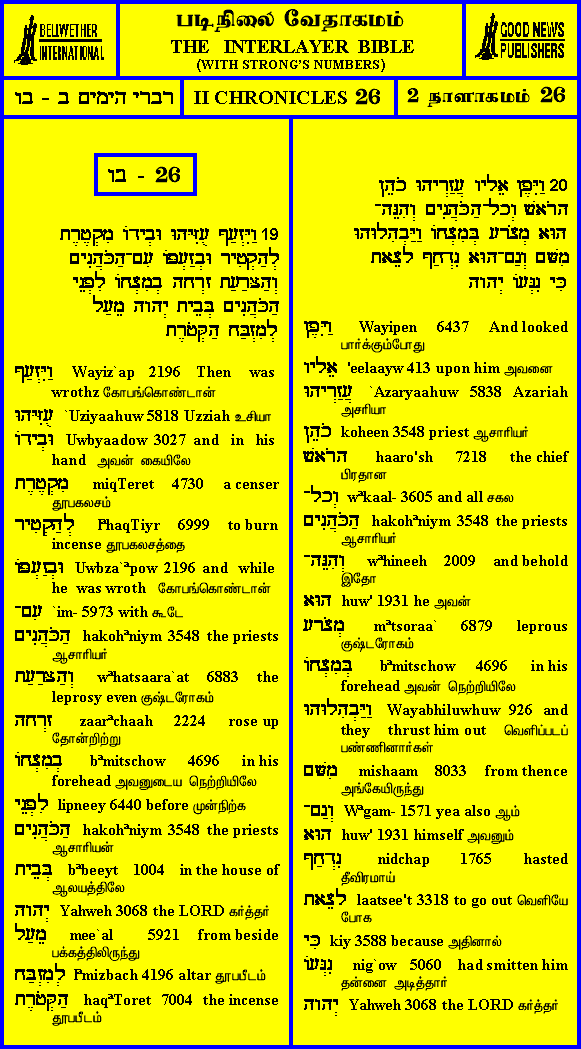 BELLWETHER
INTERNATIONAL
படிநிலை வேதாகமம்
THE INTERLAYER BIBLE
(WITH STRONG'S NUMBERS)
GOOD NEWS
PUBLISHERS
דברי הימים ב - כו
II CHRONICLES 26
2 நாளாகமம் 26
כו - 26
19 וַיִּזְעַף עֻזִּיָּהוּ וּבְיָדוֹ מִקְטֶרֶת
לְהַקְטִיר וּבְזַעְפּוֹ עִם־הַכֹּהֲנִים
וְהַצָּרַעַת זָרְחָה בְמִצְחוֹ לִפְנֵי
הַכֹּהֲנִים בְּבֵית יְהוָה מֵעַל
לְמִזְבַּח הַקְּטֹרֶת
וַיִּזְעַף Wayiz`ap 2196 Then was
wrothz கோபங்கொண்டான்
עֻזִּיָּהוּ `Uziyaahuw 5818 Uzziah உசியா
וּבְיָדוֹ Uwbyaadow 3027 and in his
hand அவன் கையிலே
מִקְטֶרֶת miqTeret 4730 a censer
தூபகலசம்
לְהַקְטִיר lªhaqTiyr 6999 to burn
incense தூபகலசத்தை
וּבְזַעְפּוֹ Uwbza`ªpow 2196 and while
he was wroth கோபங்கொண்டான்
עִם־ `im- 5973 with கூடே
הַכֹּהֲנִים hakohªniym 3548 the priests
ஆசாரியர்
וְהַצָּרַעַת wªhatsaara`at 6883 the
leprosy even குஷ்டரோகம்
זָרְחָה zaarªchaah 2224 rose up
தோன்றிற்று
בְמִצְחוֹ bªmitschow 4696 in his
forehead அவனுடைய நெற்றியிலே
לִפְנֵי lipneey 6440 before முன்நிற்க
הַכֹּהֲנִים hakohªniym 3548 the priests
ஆசாரியன்
בְּבֵית bªbeeyt 1004 in the house of
ஆலயத்திலே
יְהוָה Yahweh 3068 the LORD கர்த்தர்
מֵעַל mee`al 5921 from beside
பக்கத்திலிருந்து
לְמִזְבַּח lªmizbach 4196 altar தூபபீடம்
הַקְּטֹרֶת haqªToret 7004 the incense
தூபபீடம்
20 וַיִּפֶן אֵלָיו עֲזַרְיָהוּ כֹהֵן
הָרֹאשׁ וְכָל־הַכֹּהֲנִים וְהִנֵּה־
הוּא מְצֹרָע בְּמִצְחוֹ וַיַּבְהִלוּהוּ
מִשָּׁם וְגַם־הוּא נִדְחַף לָצֵאת
כִּי נִגְּעוֹ יְהוָה
וַיִּפֶן Wayipen 6437 And looked
பார்க்கும்போது
אֵלָיו 'eelaayw 413 upon him அவனை
עֲזַרְיָהוּ `Azaryaahuw 5838 Azariah
அசரியா
כֹהֵן koheen 3548 priest ஆசாரியர்
הָרֹאשׁ haaro'sh 7218 the chief
பிரதான
וְכָל־ wªkaal- 3605 and all சகல
הַכֹּהֲנִים hakohªniym 3548 the priests
ஆசாரியர்
וְהִנֵּה־ wªhineeh 2009 and behold
இதோ
הוּא huw' 1931 he அவன்
מְצֹרָע mªtsoraa` 6879 leprous
குஷ்டரோகம்
בְּמִצְחוֹ bªmitschow 4696 in his
forehead அவன் நெற்றியிலே
וַיַּבְהִלוּהוּ Wayabhiluwhuw 926 and
they thrust him out வெளிப்படப்
பண்ணினார்கள்
מִשָּׁם mishaam 8033 from thence
அங்கேயிருந்து
וְגַם־ Wªgam- 1571 yea also ஆம்
הוּא huw' 1931 himself அவனும்
נִדְחַף nidchap 1765 hasted
தீவிரமாய்
לָצֵאת laatsee't 3318 to go out வெளியே
போக
כִּי kiy 3588 because அதினால்
נִגְּעוֹ nig`ow 5060 had smitten him
தன்னை அடித்தார்
יְהוָה Yahweh 3068 the LORD கர்த்தர்